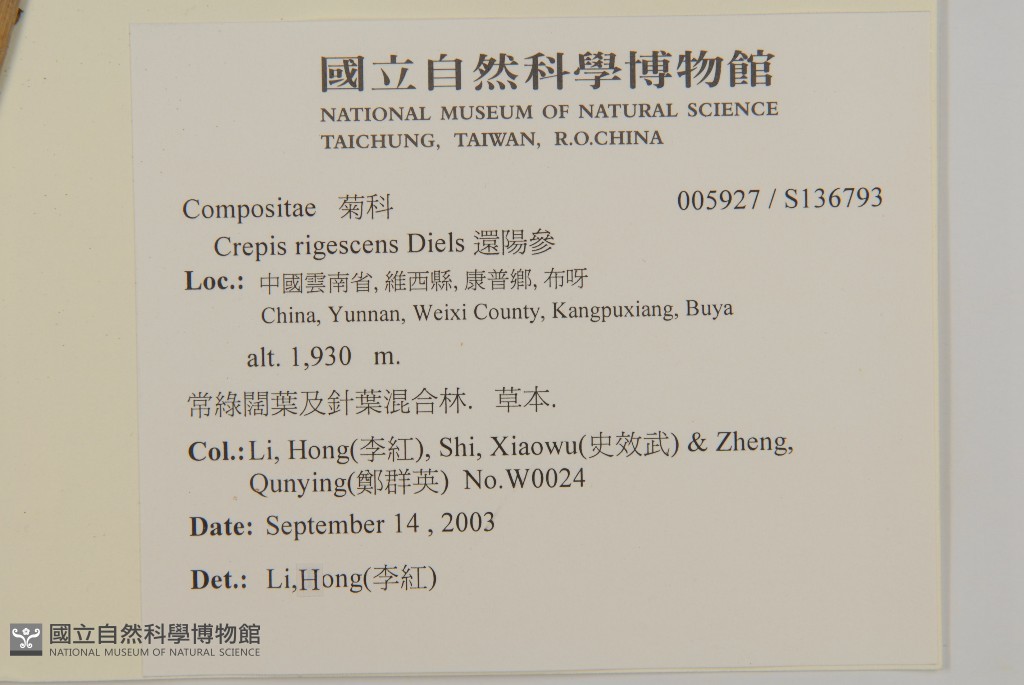 國立自然科學博物館
NATIONAL MUSEUM OF NATURAL SCIENCE
TAICHUNG, TAIWAN, R.O.CHINA
Compositae 菊科 005927 / S136793
Crepis rigescens Diels 還陽參
Loc.: 中國雲南省, 維西縣, 康普鄉, 布呀
China, Yunnan, Weixi County, Kangpuxiang, Buya
alt. 1,930 m.
常綠闊葉及針葉混合林. 草本.
Col.: Li, Hong(李紅), Shi, Xiaowu(史效武) & Zheng,
Qunying(鄭群英) No.W0024
Date: September 14 , 2003
Det.: Li,Hong(李紅)
國立自然科學博物館
NATIONAL MUSEUM OF NATURAL SCIENCE